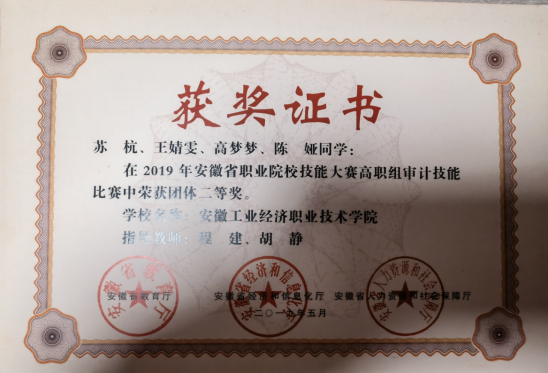 获奖证书
苏 杭、王婧雯、高梦梦、陈 娅同学:
在 2019 年安徽省职业院校技能大赛高职组审计技能
比赛中荣获团体二等奖。
学校名称:安徽工业经济职业技术学院
指导教师:程 建、胡 静
安徽省教育厅 安徽省经济和信息化厅 安徽省人力资源和社会保障厅
二〇一九年五月